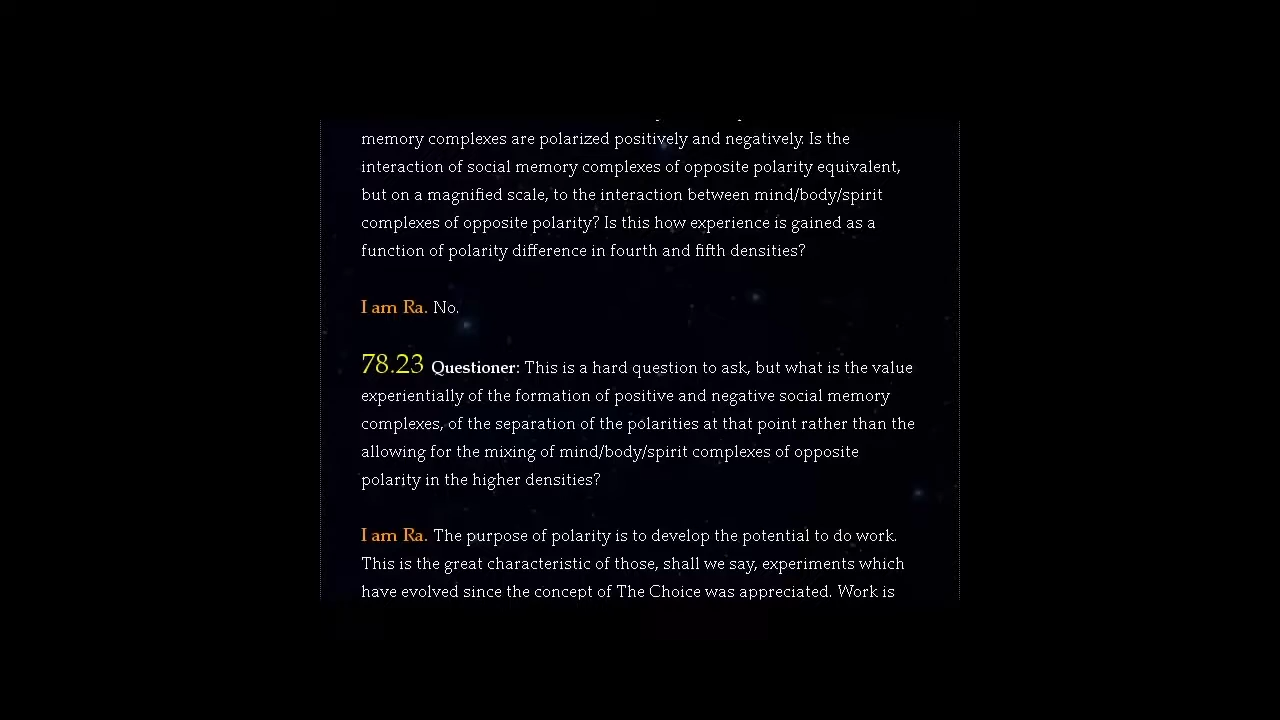 memory complexes are polarized positively and negatively. Is the
interaction of social memory complexes of opposite polarity equivalent,
but on a magnified scale, to the interaction between mind/body/spirit
complexes of opposite polarity? Is this how experience is gained as a
function of polarity difference in fourth and fifth densities?
I am Ra. No.
78.23 Questioner: This is a hard question to ask, but what is the value
experientially of the formation of positive and negative social memory
complexes, of the separation of the polarities at that point rather than the
allowing for the mixing of mind/body/spirit complexes of opposite
polarity in the higher densities?
I am Ra. The purpose of polarity is to develop the potential to do work.
This is the great characteristic of those, shall we say, experiments which
have evolved since the concept of The Choice was appreciated. Work is